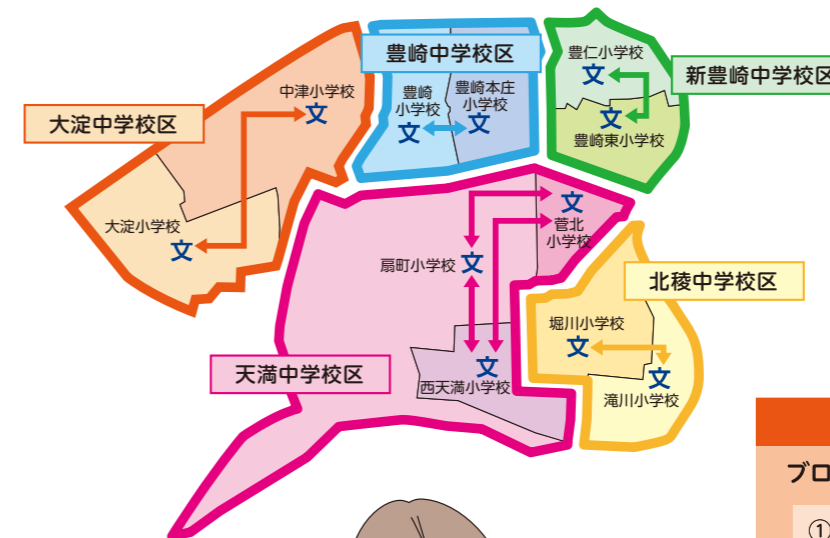 豊崎中学校区
豊仁小学校
文
新豊崎中学校区
中津小学校
文
豊崎
小学校
文
豊崎本庄
小学校
文
文
豊崎東小学校
大淀中学校区
大淀小学校
文
文
菅北
小学校
扇町小学校
文
北稜中学校区
堀川小学校
文
天満中学校区
文
西天満小学校
文
滝川小学校
ブロ
①